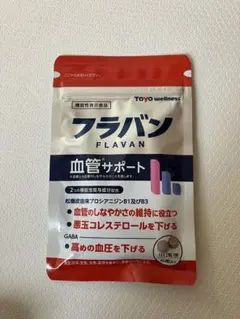 機能性表示食品
TOYO wellness
フラバン
FLAVAN
血管サポート
2つの機能性関与成分配合
松樹皮由来プロシアニジンB1及びB3
●血管のしなやかさの維持に役立つ
●悪玉コレステロールを下げる
GABA
●高めの血圧を下げる